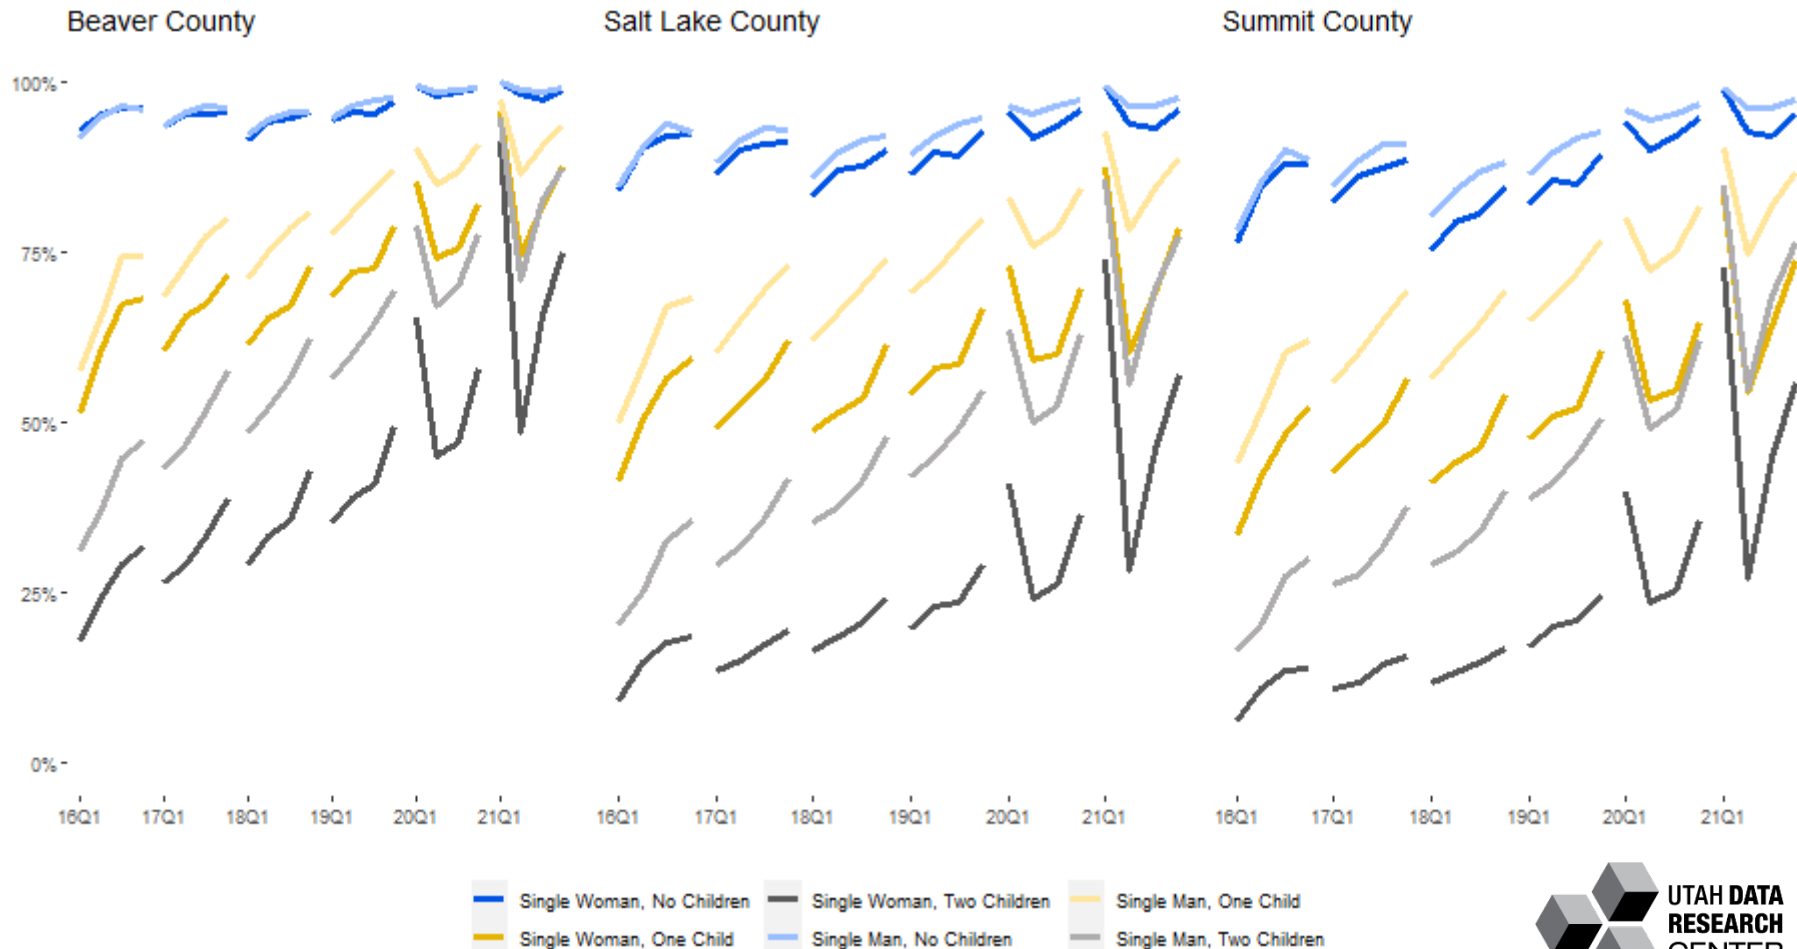 Beaver County Salt Lake County Summit County
100%
75%
50%
25%
0%
16Q1 17Q1 18Q1 19Q1 20Q1 21Q1 16Q1 17Q1 18Q1 19Q1 20Q1 21Q1 16Q1 17Q1 18Q1 19Q1 20Q1 21Q1
Single Woman, No Children Single Woman, Two Children Single Man, One Child
Single Woman, One Child Single Man, No Children Single Man, Two Children
UTAH DATA
RESEARCH
CENTER